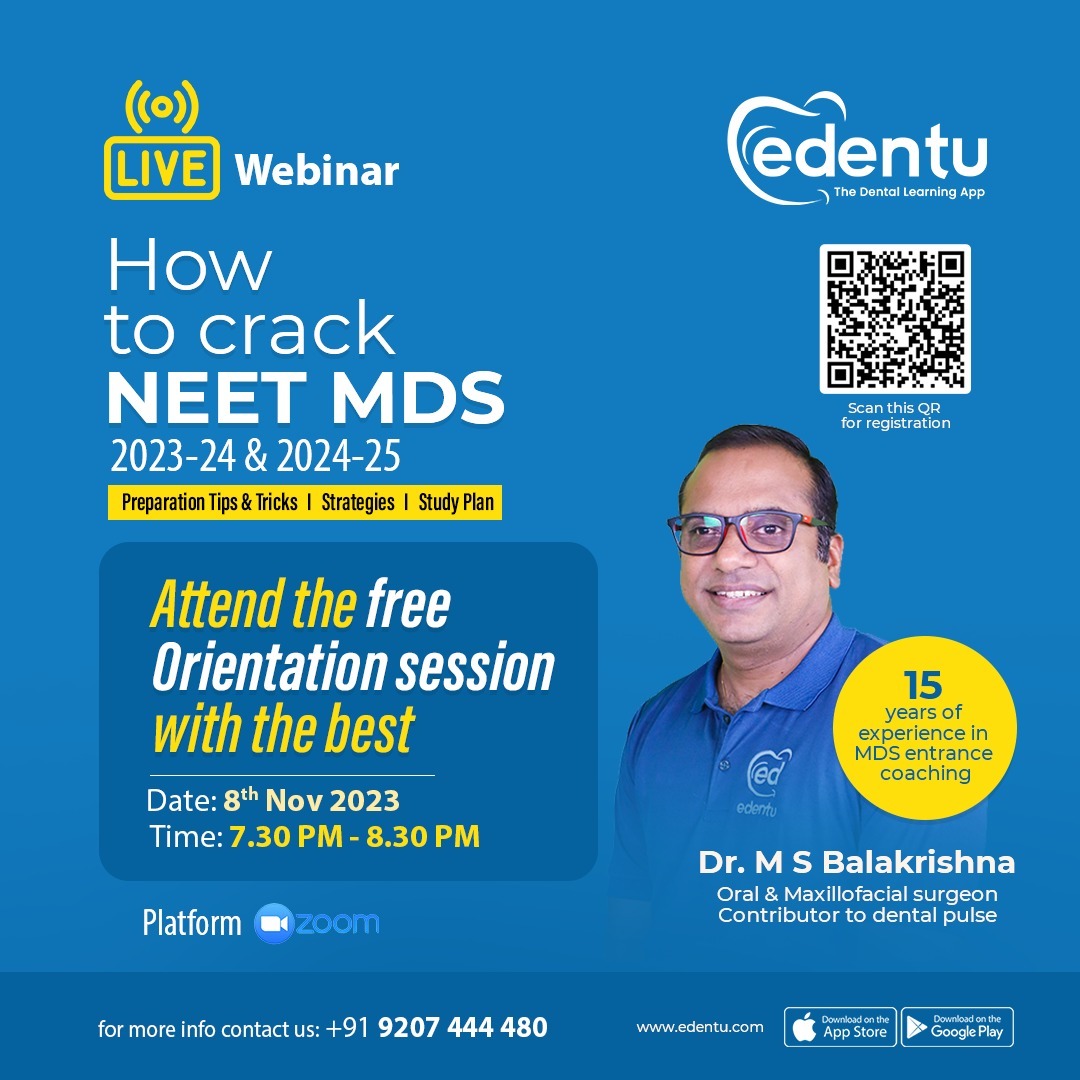 LIVE Webinar
edentu
The Dental Learning App
How
to crack
NEET MDS
2023-24 & 2024-25
Preparation Tips & Tricks I Strategies I Study Plan
Scan this QR
for registration
Attend the free
Orientation session
with the best
Date: 8th Nov 2023
Time: 7.30 PM - 8.30 PM
Platform zoom
ed
edentu
15
years of
experience in
MDS entrance
coaching
Dr. M S Balakrishna
Oral & Maxillofacial surgeon
Contributor to dental pulse
for more info contact us: +91 9207 444 480
www.edentu.com
Download on the
App Store
Download on the
Google Play